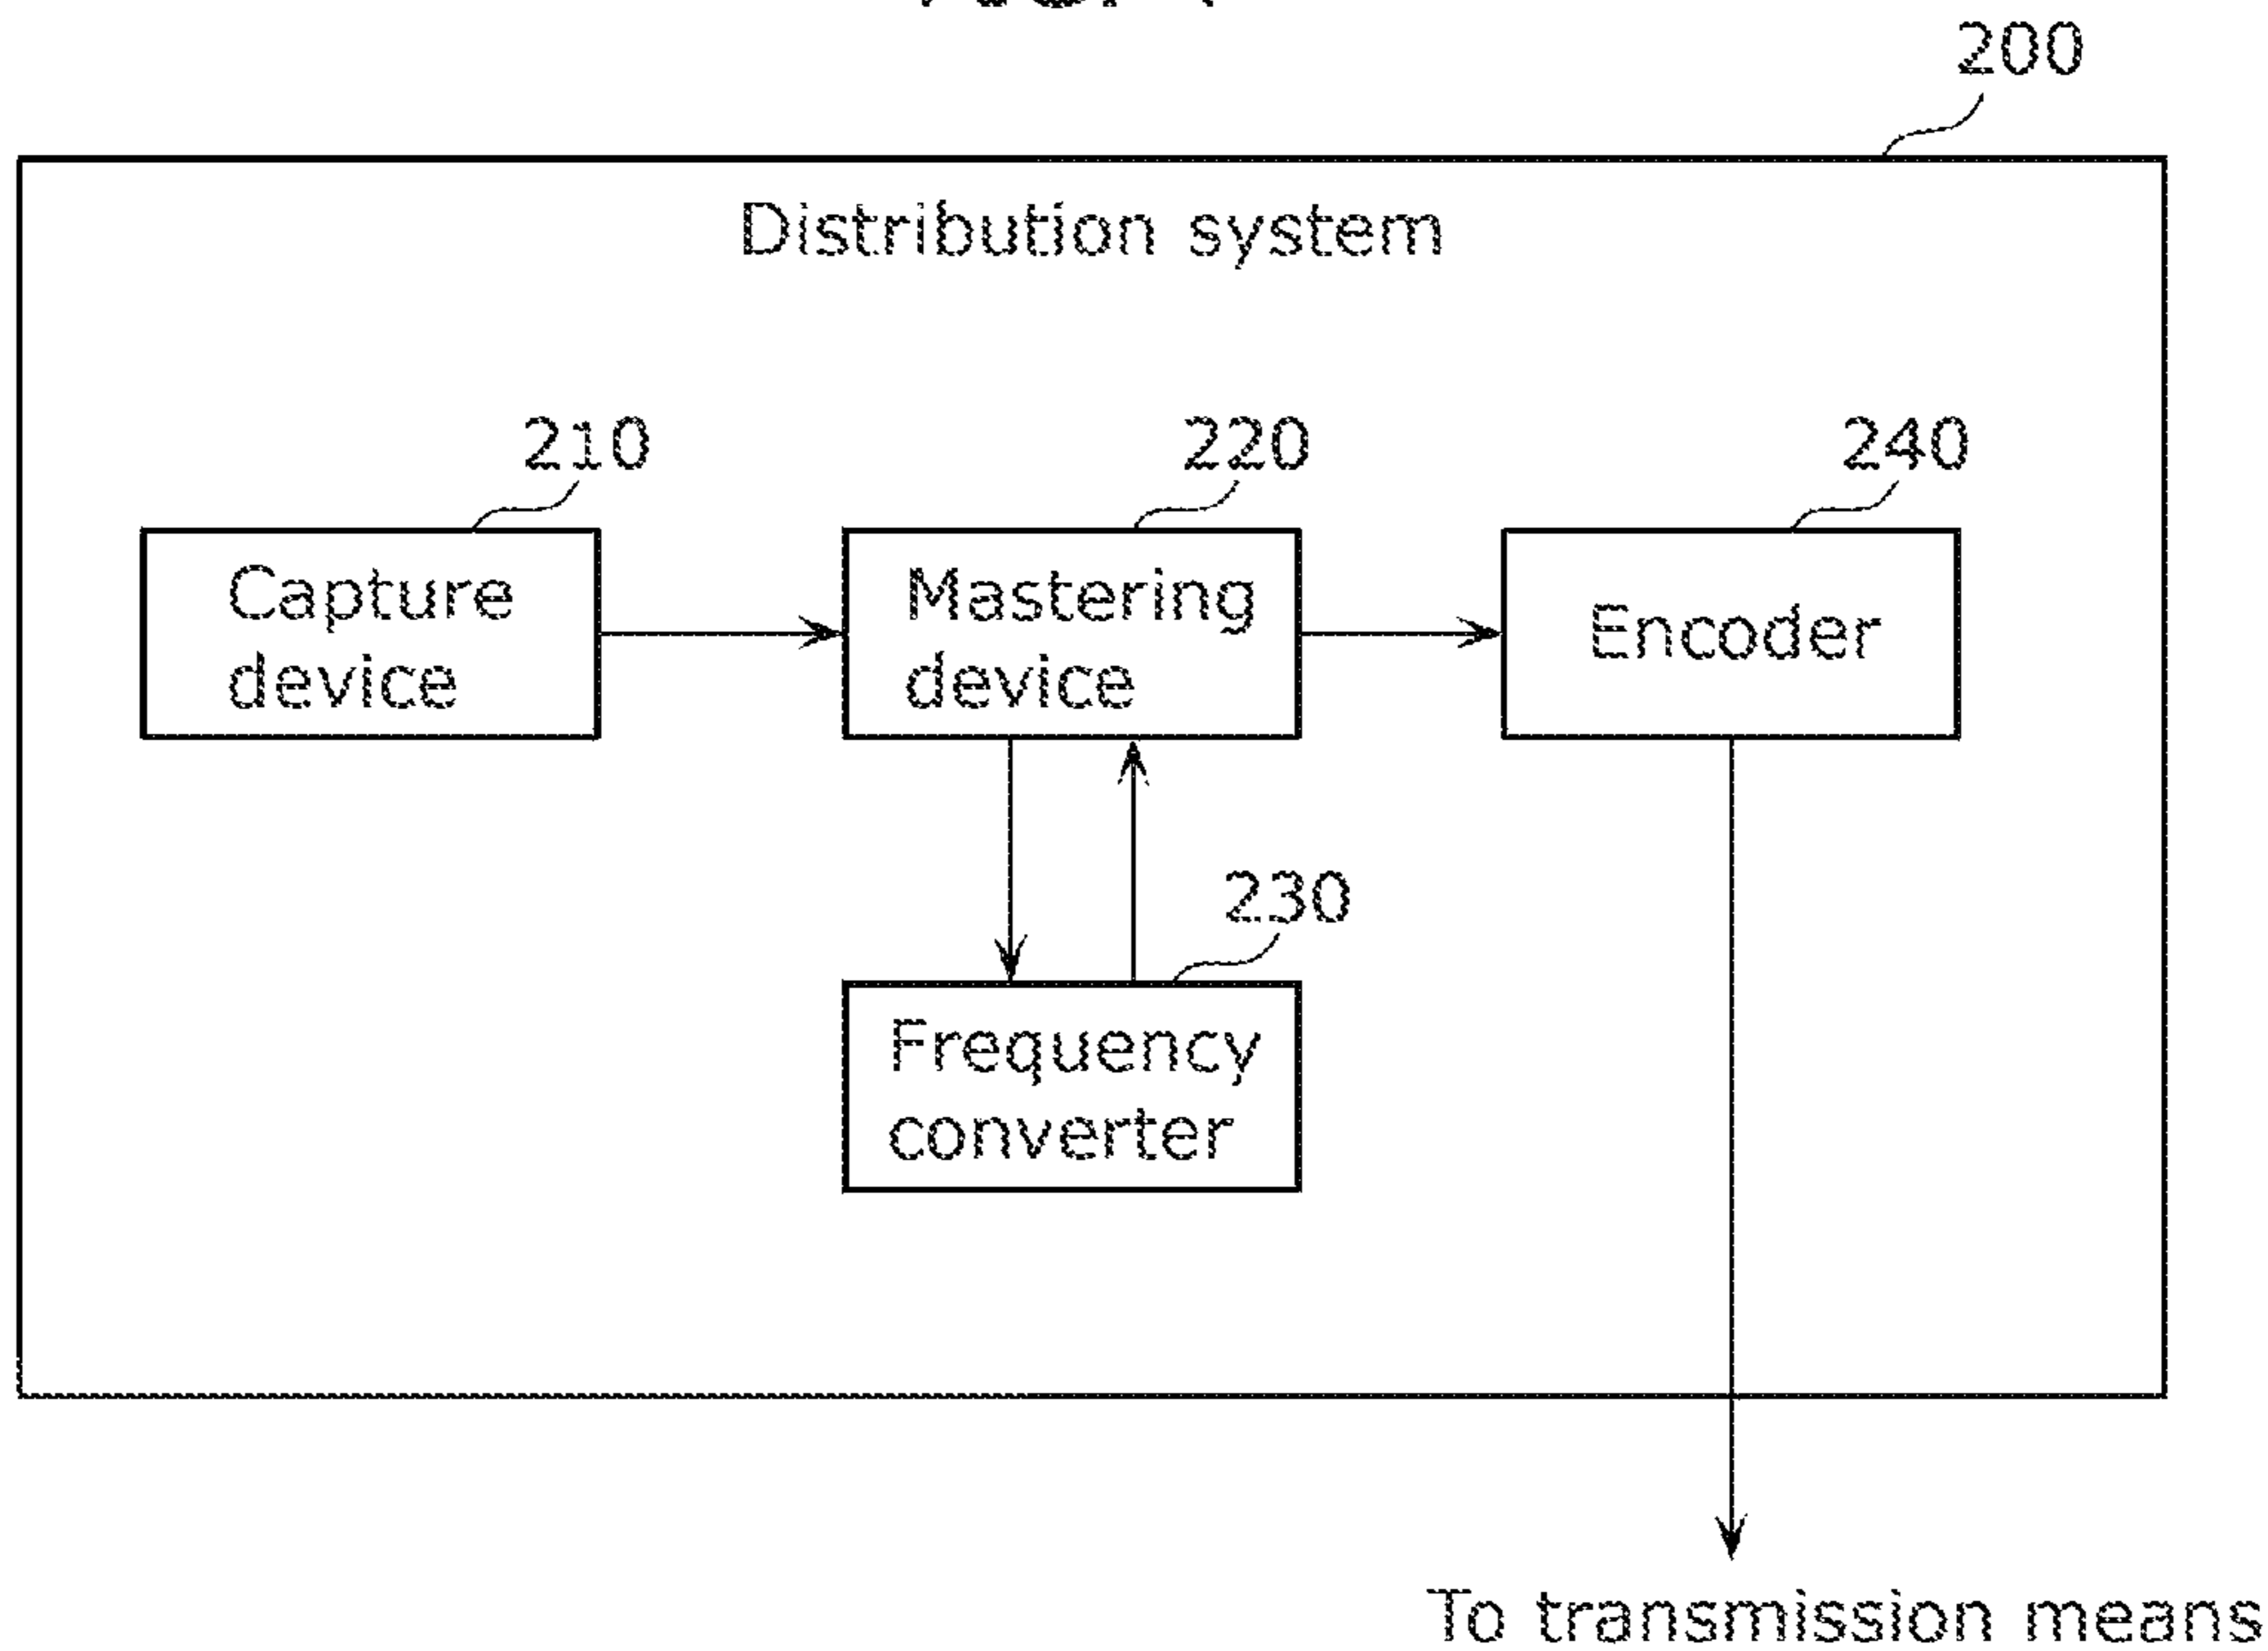 200
Distribution system
210
220
240
Capture
device
Mastering
device
Encoder
230
Frequency
converter
To transmission means